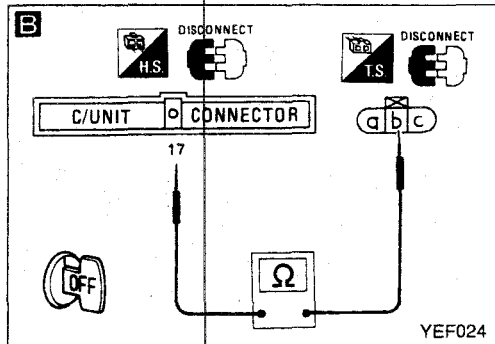 B
DISCONNECT
H.S.
DISCONNECT
T.S.
C/UNIT CONNECTOR
a b c
17
OFF
Ω
YEF024